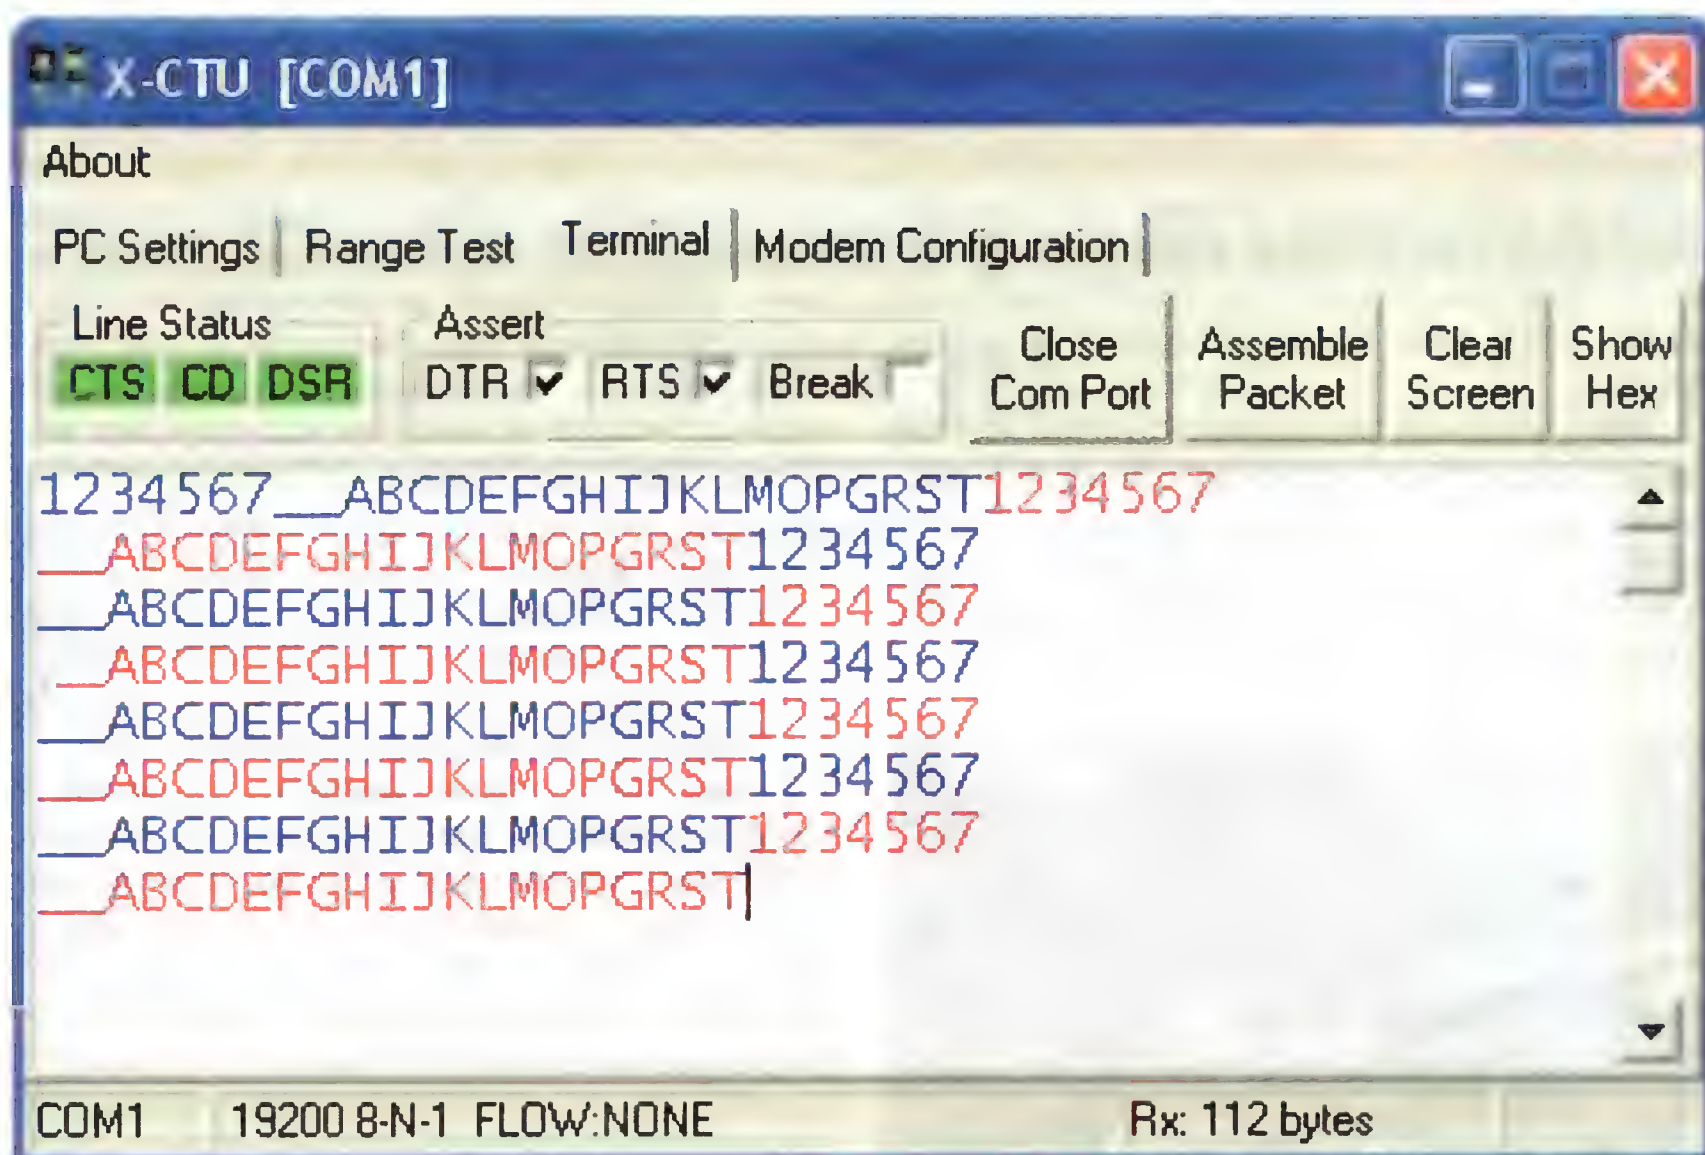 X-CTU [COM1]
About
PC Settings Range Test Terminal Modem Configuration
Line Status Assert
CTS CD DSR DTR RTS Break
Close Com Port
Assemble Packet
Clear Screen
Show Hex
1234567__ABCDEFGHIJKLMOPGRST1234567
__ABCDEFGHIJKLMOPGRST1234567
__ABCDEFGHIJKLMOPGRST1234567
__ABCDEFGHIJKLMOPGRST1234567
__ABCDEFGHIJKLMOPGRST1234567
__ABCDEFGHIJKLMOPGRST1234567
__ABCDEFGHIJKLMOPGRST1234567
__ABCDEFGHIJKLMOPGRST
COM1 19200 8-N-1 FLOW:NONE Rx: 112 bytes